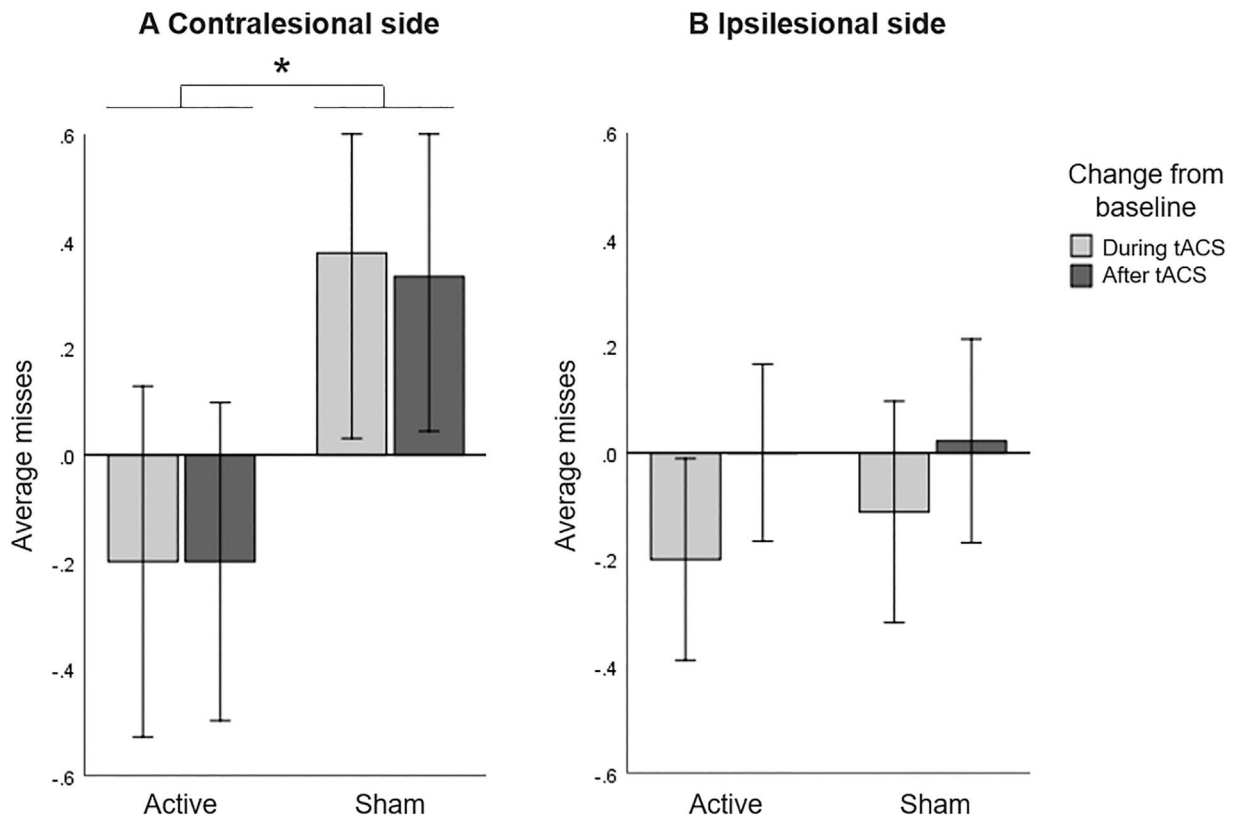 A Contralesional side
*
.6
.4
.2
.0
-.2
-.4
-.6
Average misses
Active
Sham
B Ipsilesional side
.6
.4
.2
.0
-.2
-.4
-.6
Average misses
Active
Sham
Change from
baseline
During tACS
After tACS